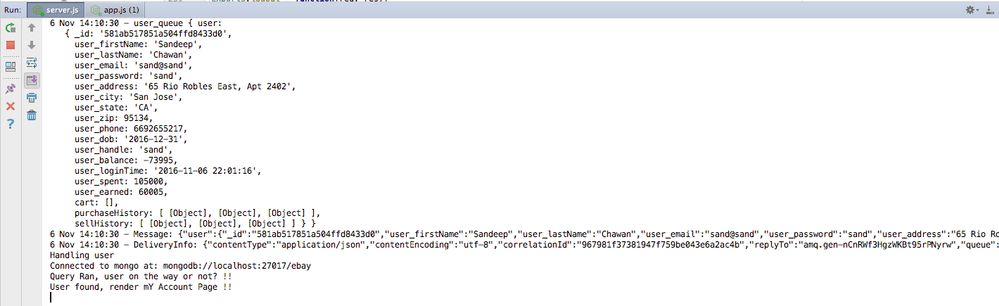 exports.logout = function(req, res){
Run: server.js app.js (1)
6 Nov 14:10:30 - user_queue { user:
{ _id: '581ab517851a504ffd8433d0',
user_firstName: 'Sandeep',
user_lastName: 'Chawan',
user_email: 'sand@sand',
user_password: 'sand',
user_address: '65 Rio Robles East, Apt 2402',
user_city: 'San Jose',
user_state: 'CA',
user_zip: 95134,
user_phone: 6692655217,
user_dob: '2016-12-31',
user_handle: 'sand',
user_balance: -73995,
user_loginTime: '2016-11-06 22:01:16',
user_spent: 105000,
user_earned: 60005,
cart: [],
purchaseHistory: [ [Object], [Object], [Object] ],
sellHistory: [ [Object], [Object], [Object] ] } }
6 Nov 14:10:30 - Message: {"user":{"_id":"581ab517851a504ffd8433d0","user_firstName":"Sandeep","user_lastName":"Chawan","user_email":"sand@sand","user_password":"sand","user_address":"65 Rio Ro
6 Nov 14:10:30 - DeliveryInfo: {"contentType":"application/json","contentEncoding":"utf-8","correlationId":"967981f37381947f759be043e6a2ac4b","replyTo":"amq.gen-nCnRWf3HgzWKBt95rPNyrw","queue":
Handling user
Connected to mongo at: mongodb://localhost:27017/ebay
Query Ran, user on the way or not? !!
User found, render mY Account Page !!